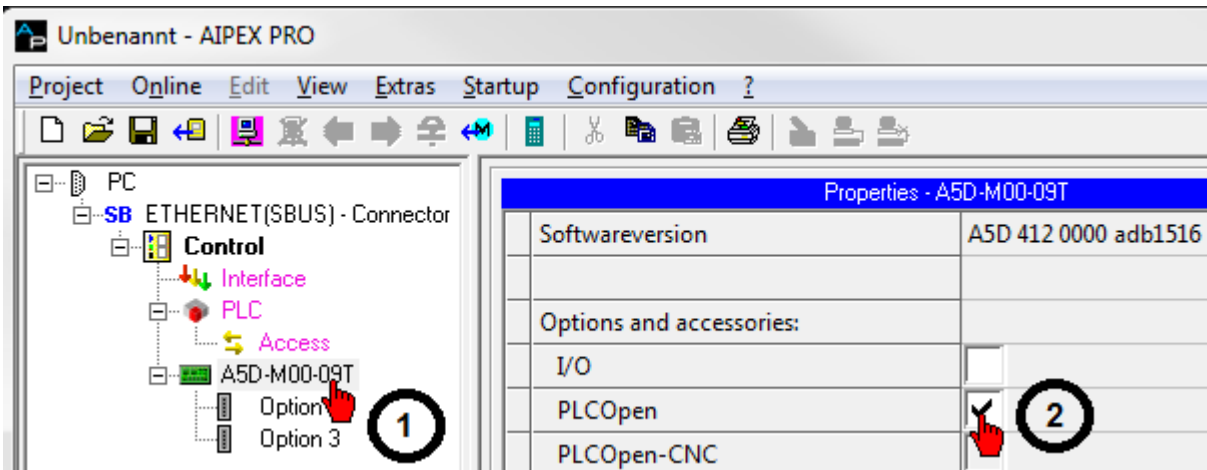 Unbenannt - AIPEX PRO
Project Online Edit View Extras Startup Configuration ?
PC
SB ETHERNET(SBUS) - Connector
Control
Interface
PLC
Access
A5D-M00-09T
Option
Option 3
1
Properties - A5D-M00-09T
Softwareversion A5D 412 0000 adb1516
Options and accessories:
I/O
PLCOpen
2
PLCOpen-CNC